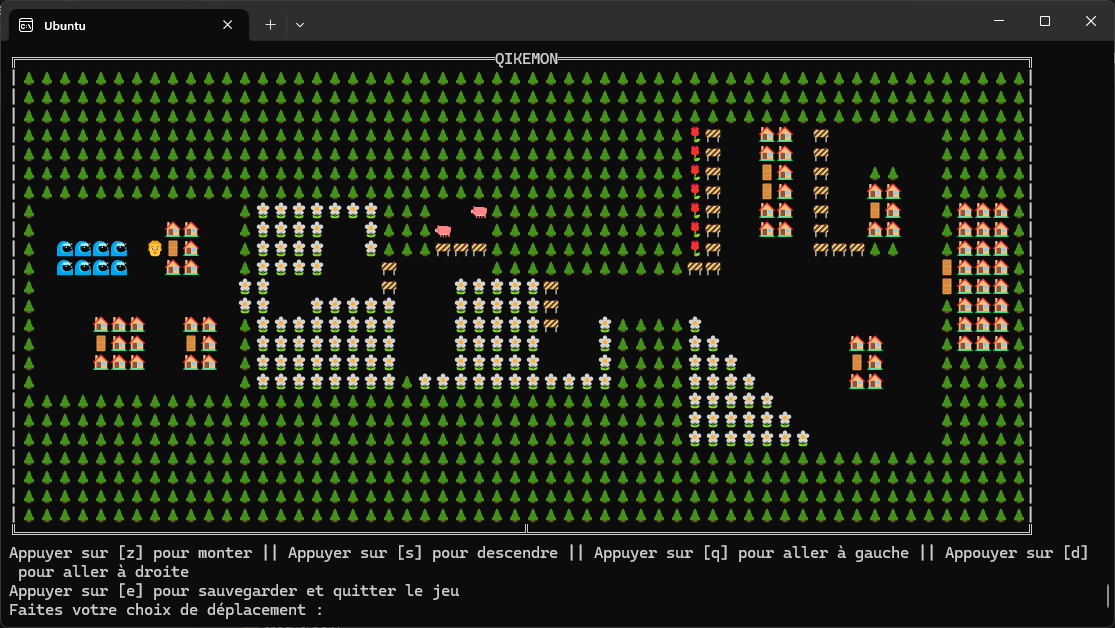 Ubuntu
QIKEMON
Appuyer sur [z] pour monter || Appuyer sur [s] pour descendre || Appuyer sur [q] pour aller à gauche || Appouyer sur [d]
pour aller à droite
Appuyer sur [e] pour sauvegarder et quitter le jeu
Faites votre choix de déplacement :